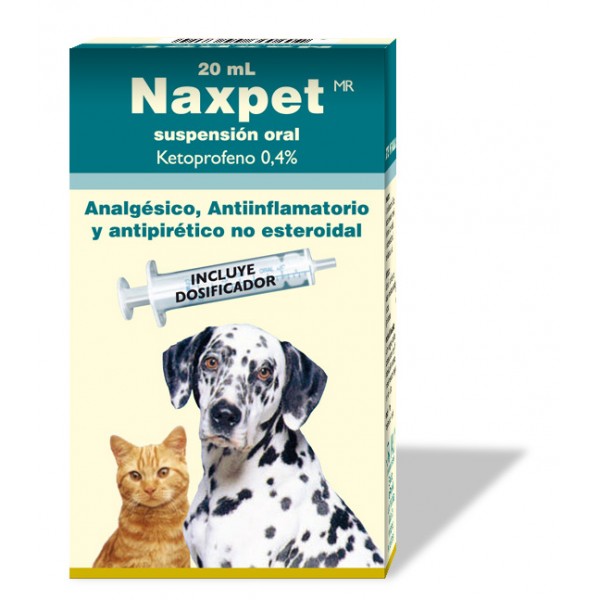 20 mL
Naxpet MR
suspensión oral
Ketoprofeno 0,4%
Analgésico, Antiinflamatorio
y antipirético no esteroidal
INCLUYE
DOSIFICADOR